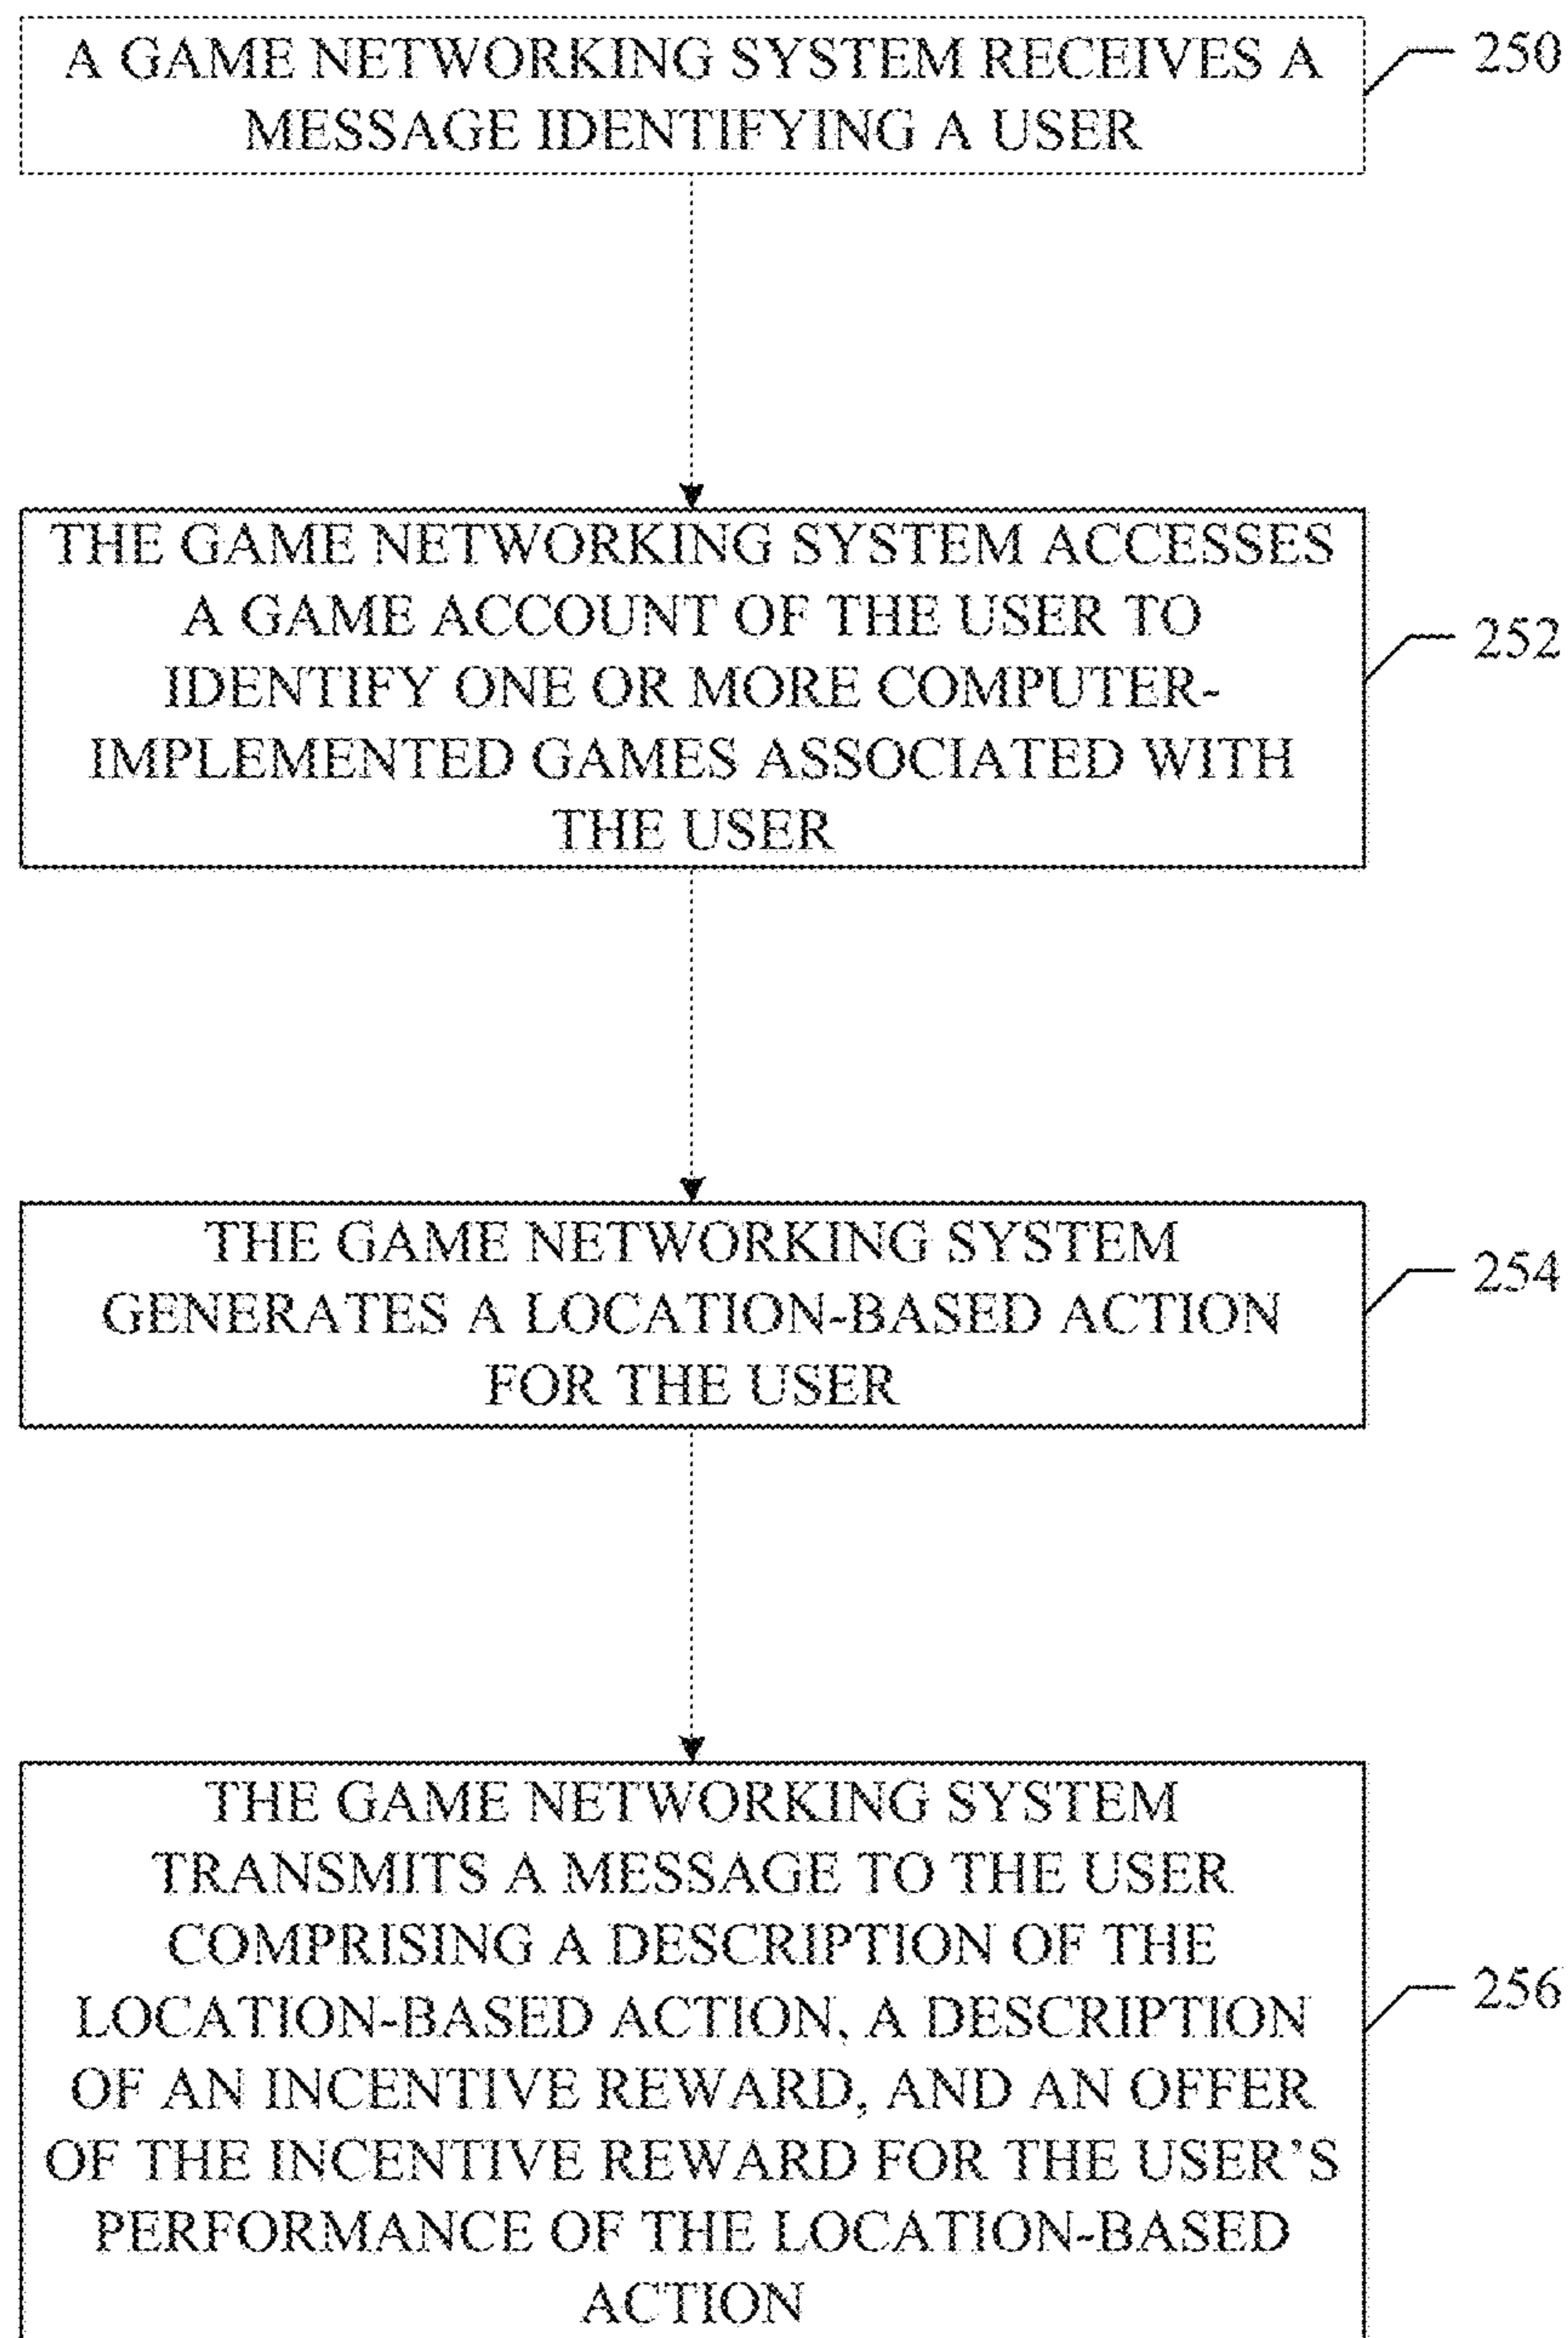 A GAME NETWORKING SYSTEM RECEIVES A
MESSAGE IDENTIFYING A USER
250
THE GAME NETWORKING SYSTEM ACCESSES
A GAME ACCOUNT OF THE USER TO
IDENTIFY ONE OR MORE COMPUTER-
IMPLEMENTED GAMES ASSOCIATED WITH
THE USER
252
THE GAME NETWORKING SYSTEM
GENERATES A LOCATION-BASED ACTION
FOR THE USER
254
THE GAME NETWORKING SYSTEM
TRANSMITS A MESSAGE TO THE USER
COMPRISING A DESCRIPTION OF THE
LOCATION-BASED ACTION, A DESCRIPTION
OF AN INCENTIVE REWARD, AND AN OFFER
OF THE INCENTIVE REWARD FOR THE USER'S
PERFORMANCE OF THE LOCATION-BASED
ACTION
256